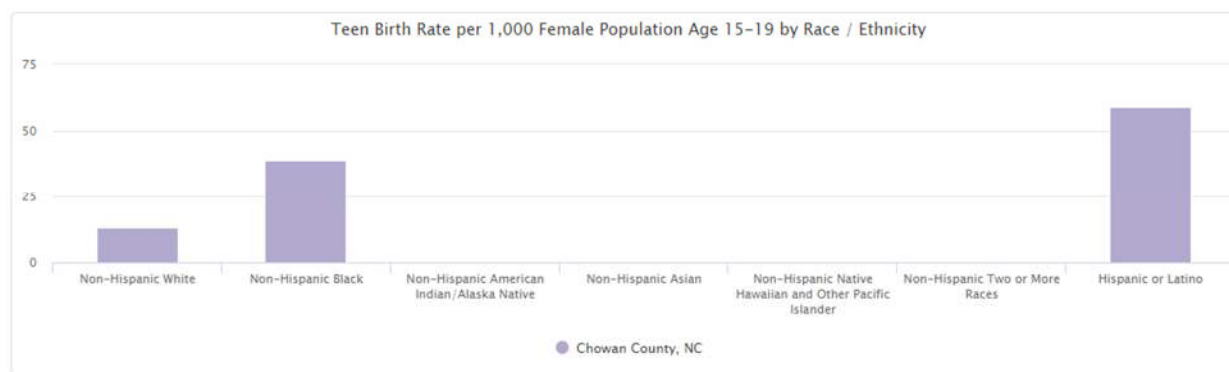 Teen Birth Rate per 1,000 Female Population Age 15-19 by Race / Ethnicity
75
50
25
0
Non-Hispanic White
Non-Hispanic Black
Non-Hispanic American
Indian/Alaska Native
Non-Hispanic Asian
Non-Hispanic Native
Hawaiian and Other Pacific
Islander
Non-Hispanic Two or More
Races
Hispanic or Latino
Chowan County, NC